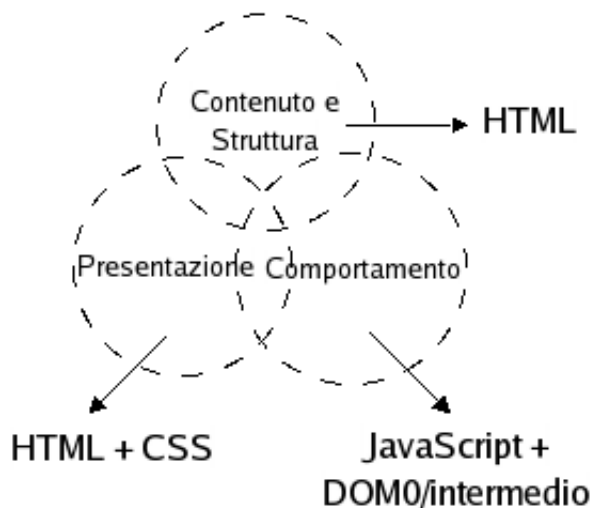 Contenuto e
Struttura
HTML
Presentazione
Comportamento
HTML + CSS
JavaScript +
DOM0/intermedio